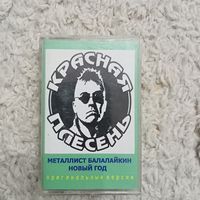 КРАСНАЯ
ПЛЕСЕНЬ
МЕТАЛЛИСТ БАЛАЛАЙКИН
НОВЫЙ ГОД
оригинальные версии